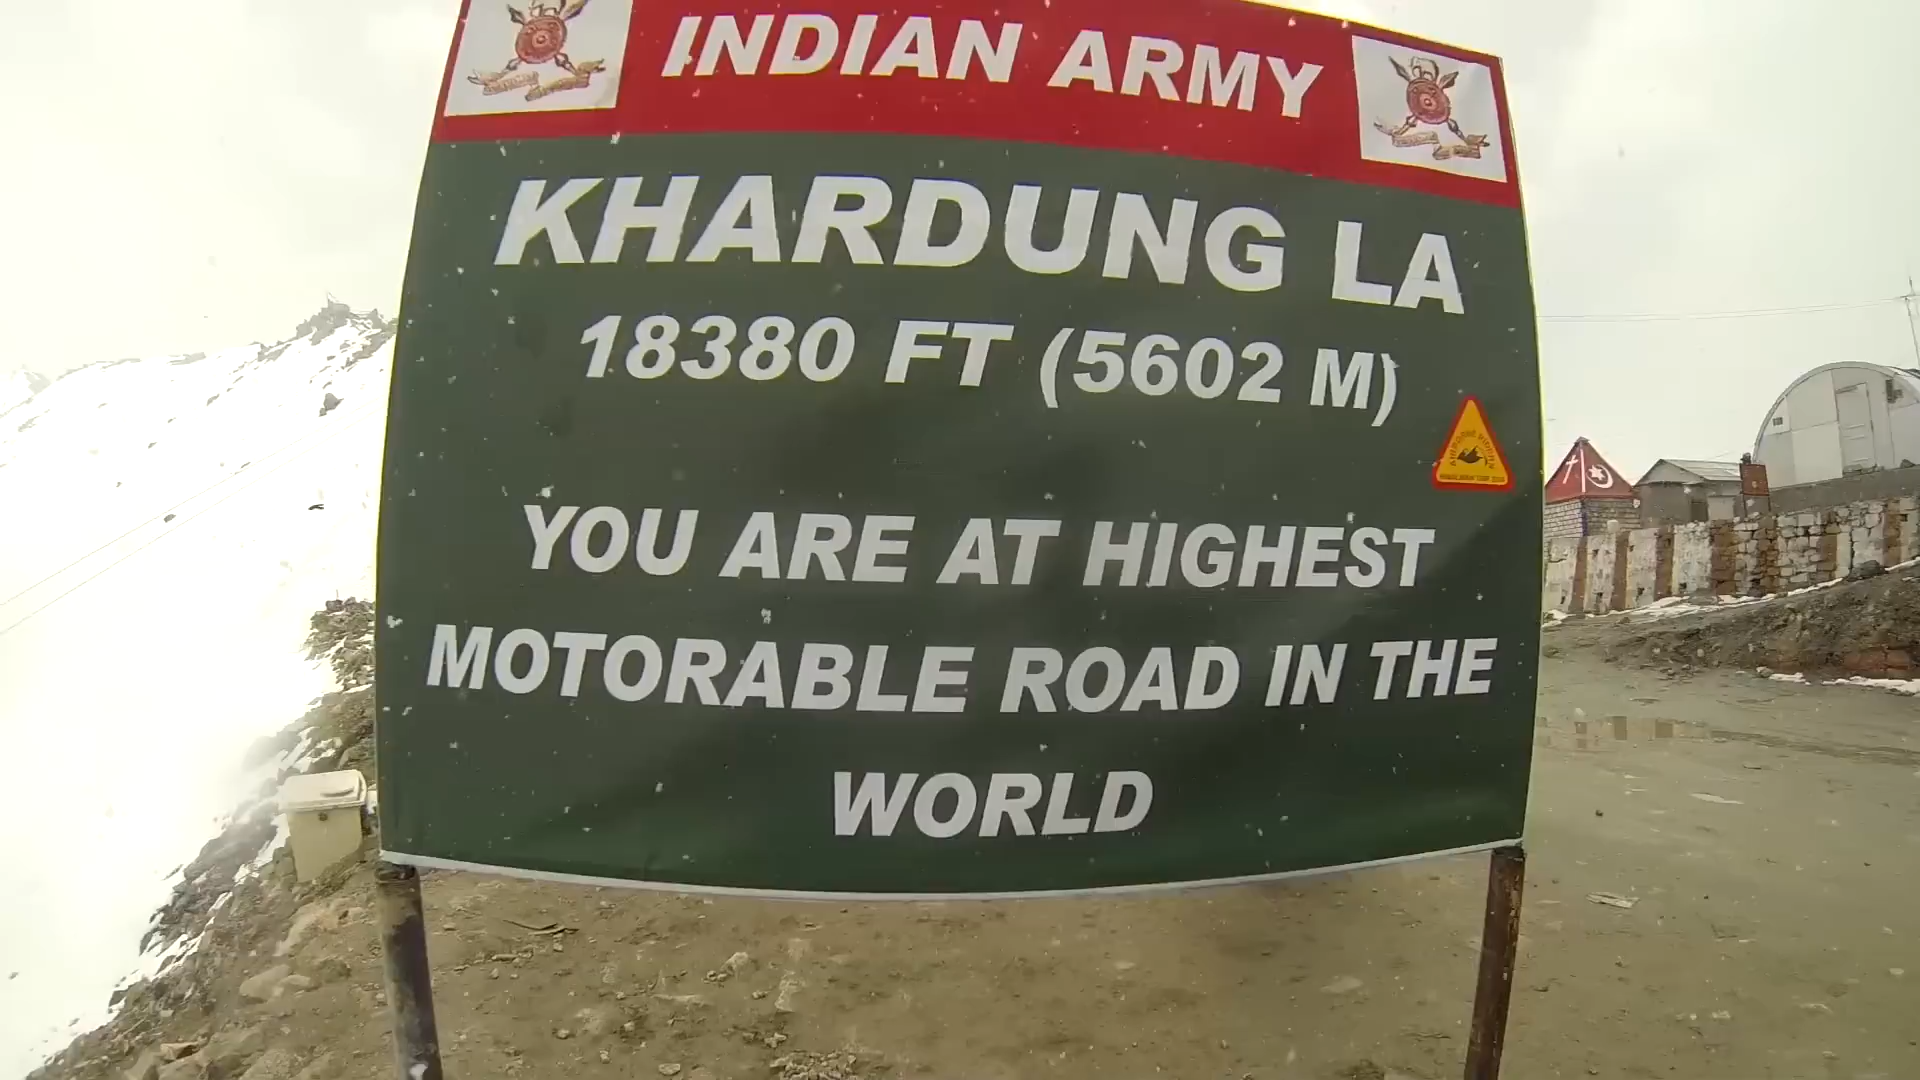 INDIAN ARMY
KHARDUNG LA
18380 FT (5602 M)
YOU ARE AT HIGHEST
MOTORABLE ROAD IN THE
WORLD